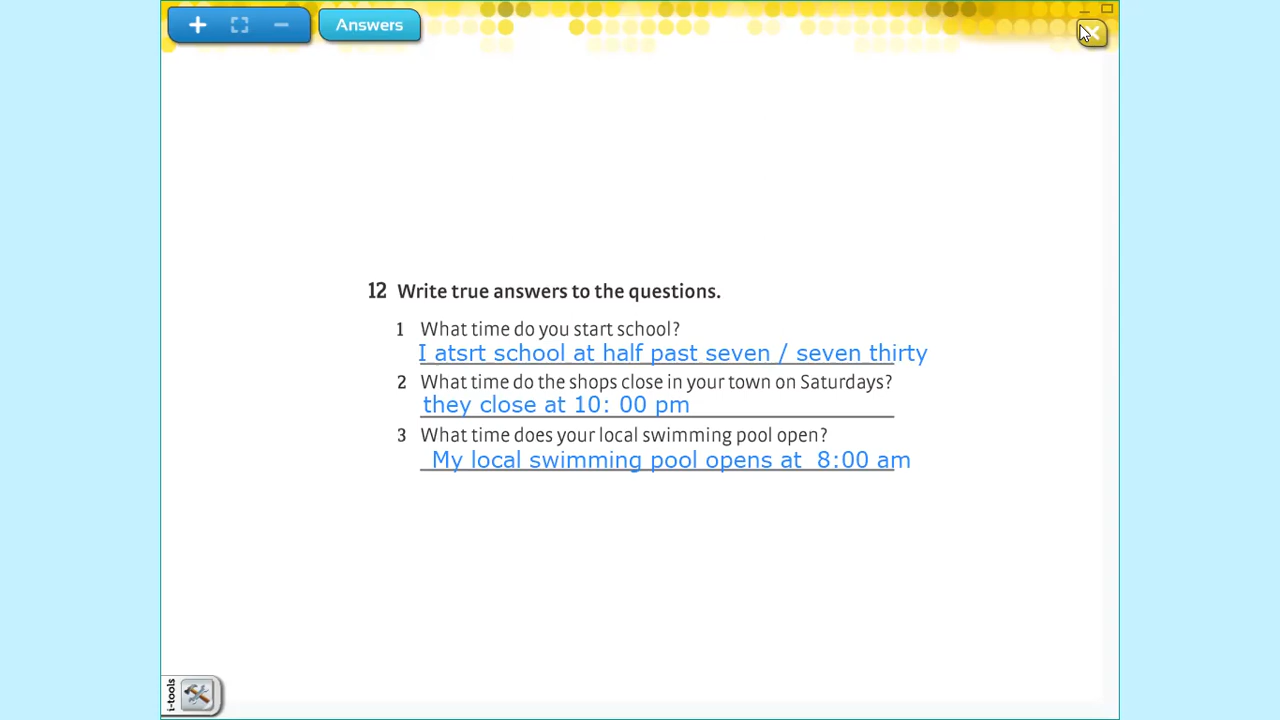 Answers
12 Write true answers to the questions.
1 What time do you start school?
I atsrt school at half past seven / seven thirty
2 What time do the shops close in your town on Saturdays?
they close at 10: 00 pm
3 What time does your local swimming pool open?
My local swimming pool opens at 8:00 am
i-tools